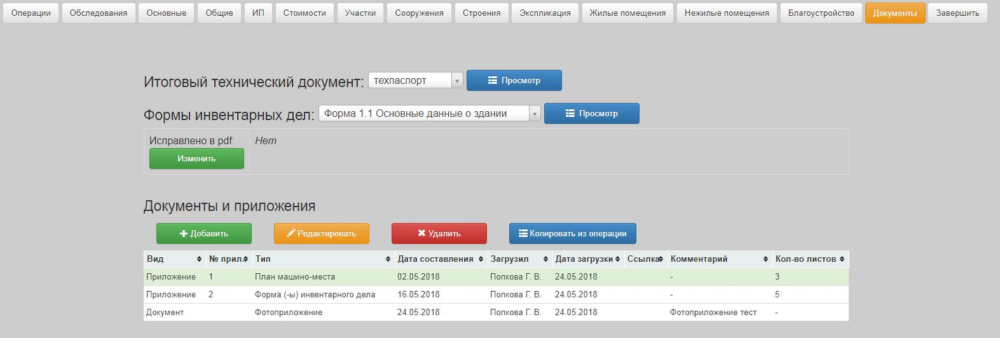 Операции Обследования Основные Общие ИП Стоимости Участки Сооружения Строения Экспликация Жилые помещения Нежилые помещения Благоустройство Документы Завершить
Итоговый технический документ: техпаспорт Просмотр
Формы инвентарных дел: Форма 1.1 Основные данные о здании Просмотр
Исправлено в pdf: Нет
Изменить
Документы и приложения
Добавить Редактировать Удалить Копировать из операции
Вид № прил. Тип Дата составления Загрузил Дата загрузки Ссылка Комментарий Кол-во листов
Приложение 1 План машино-места 02.05.2018 Попкова Г. В. 24.05.2018 - 3
Приложение 2 Форма (-ы) инвентарного дела 16.05.2018 Попкова Г. В. 24.05.2018 - 5
Документ Фотоприложение 24.05.2018 Попкова Г. В. 24.05.2018 Фотоприложение тест -